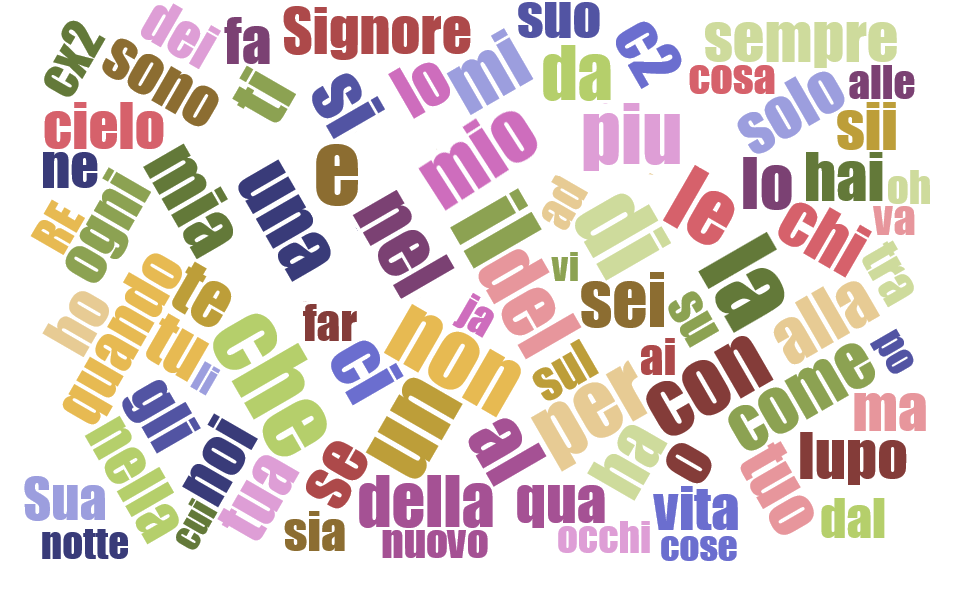 cк2
dei
fa
Signore
suo
c2
sempre
sono
ti
si
lo
mi
da
cosa
solo
alle
cielo
e
mio
piu
sii
ne
ogni
mia
una
nel
il
ad
di
le
lo
hai
oh
RE
chi
va
ho
quando
te
del
vi
sei
su
la
tra
tu
li
che
far
ci
non
ja
sul
ai
alla
po
gli
un
per
con
come
ma
nella
noi
cui
tua
se
al
ha
o
tuo
lupo
Sua
notte
sia
della
nuovo
qua
occhi
vita
cose
dal